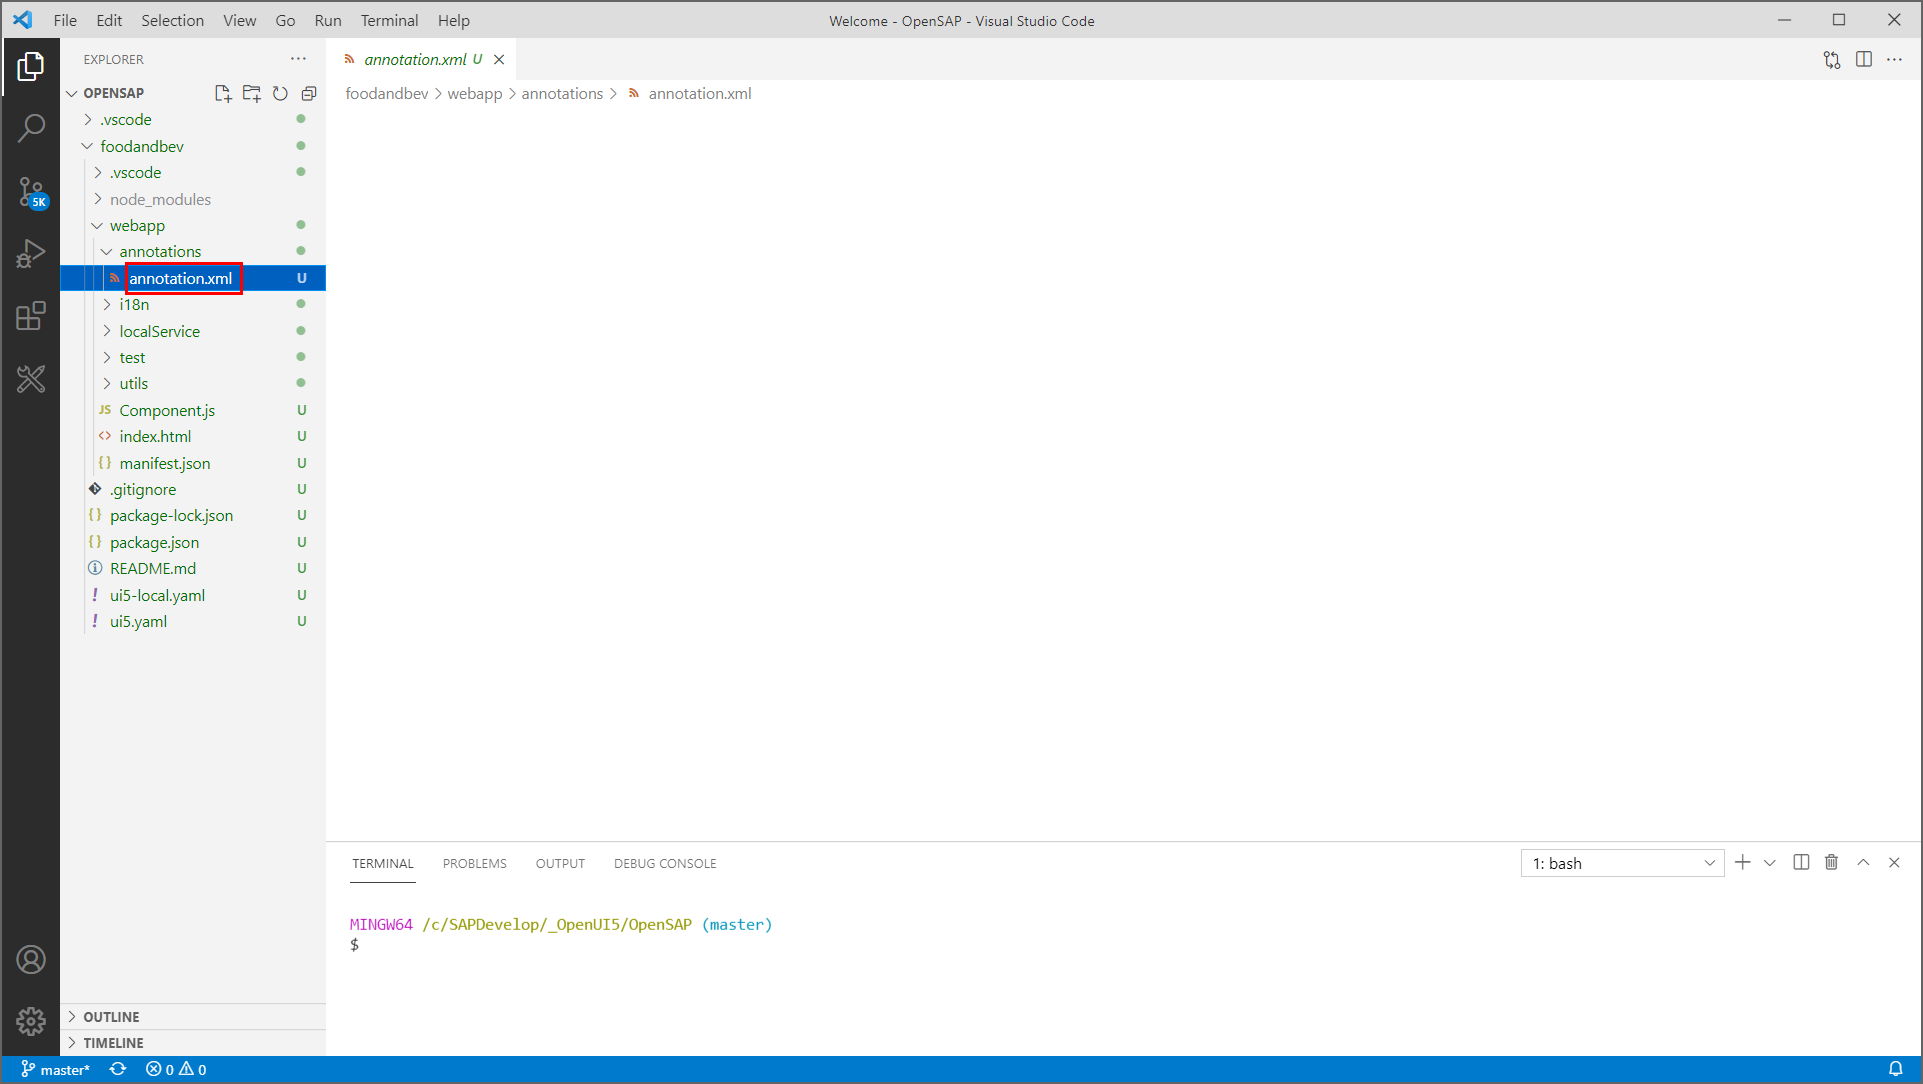 File Edit Selection View Go Run Terminal Help
Welcome - OpenSAP - Visual Studio Code
EXPLORER
annotation.xml U
OPENSAP
foodandbev > webapp > annotations > annotation.xml
.vscode
foodandbev
.vscode
node_modules
webapp
annotations
annotation.xml U
i18n
localService
test
utils
JS Component.js U
<> index.html U
{} manifest.json U
.gitignore U
{} package-lock.json U
{} package.json U
README.md U
! ui5-local.yaml U
! ui5.yaml U
5K
TERMINAL PROBLEMS OUTPUT DEBUG CONSOLE
1: bash
MINGW64 /c/SAPDevelop/_OpenUI5/OpenSAP (master)
$
OUTLINE
TIMELINE
master* 0 0